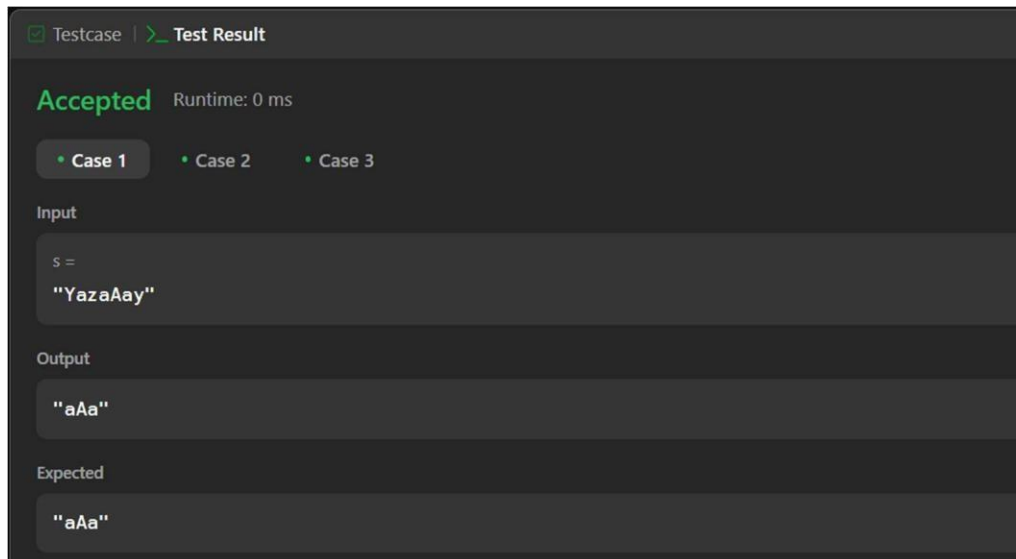 Testcase | >_ Test Result
Accepted Runtime: 0 ms
• Case 1 • Case 2 • Case 3
Input
s =
"YazaAay"
Output
"aAa"
Expected
"aAa"